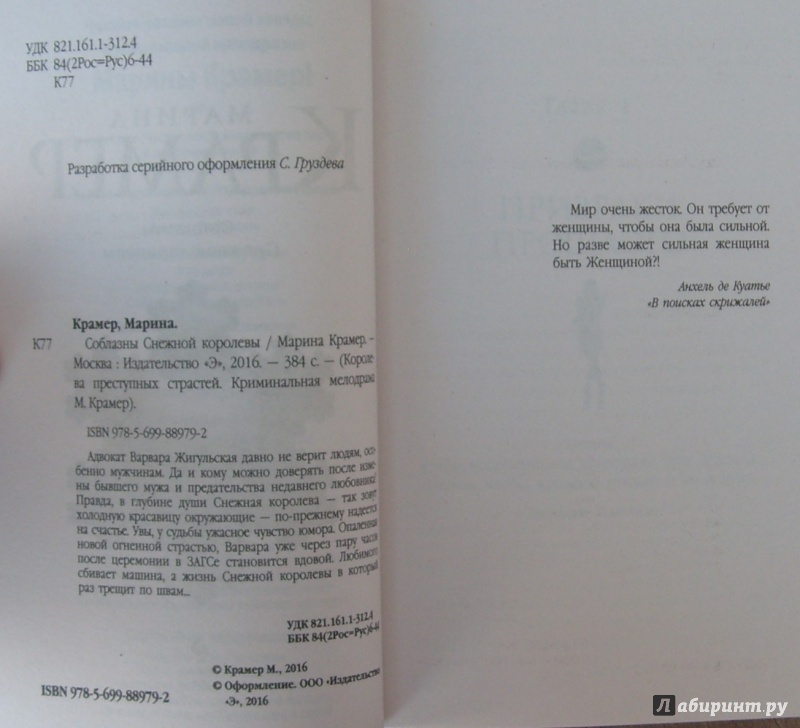 УДК 821.161.1-312.4
ББК 84(2Рос=Рус)6-44
К77
Разработка серийного оформления С. Груздева
Крамер, Марина.
К77 Соблазны Снежной королевы / Марина Крамер. –
Москва : Издательство «Э», 2016. — 384 с. — (Короле-
ва преступных страстей. Криминальная мелодрама
М. Крамер).
ISBN 978-5-699-88979-2
Адвокат Варвара Жигульская давно не верит людям, осо-
бенно мужчинам. Да и кому можно доверять после изме-
ны бывшего мужа и предательства недавнего любовника!
Правда, в глубине души Снежная королева — так зовут
холодную красавицу окружающие — по-прежнему надеется
на счастье. Увы, у судьбы ужасное чувство юмора. Опаленная
новой огненной страстью, Варвара уже через пару часов
после церемонии в ЗАГСе становится вдовой. Любимого
сбивает машина, а жизнь Снежной королевы в который
раз трещит по швам...
УДК 821.161.1-312.4
ББК 84(2Рос=Рус)6-44
© Крамер М., 2016
© Оформление. ООО «Издательство
«Э», 2016
ISBN 978-5-699-88979-2
Мир очень жесток. Он требует от
женщины, чтобы она была сильной.
Но разве может сильная женщина
быть Женщиной?!
Анхель де Куатье
«В поисках скрижалей»
Лабиринт.ру
МАРИНА
КРАМЕР